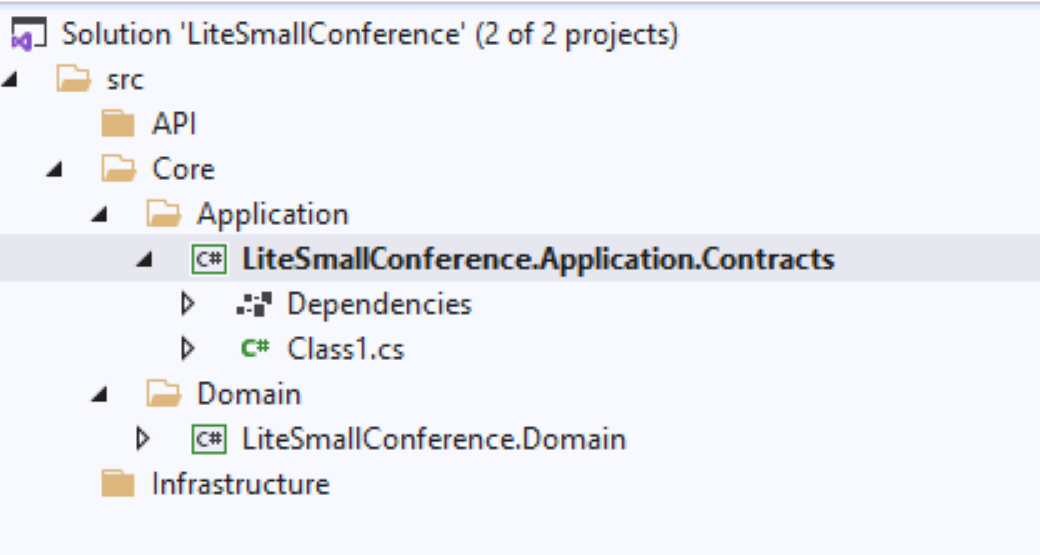 Solution 'LiteSmallConference' (2 of 2 projects)
src
API
Core
Application
C# LiteSmallConference.Application.Contracts
Dependencies
C# Class1.cs
Domain
C# LiteSmallConference.Domain
Infrastructure